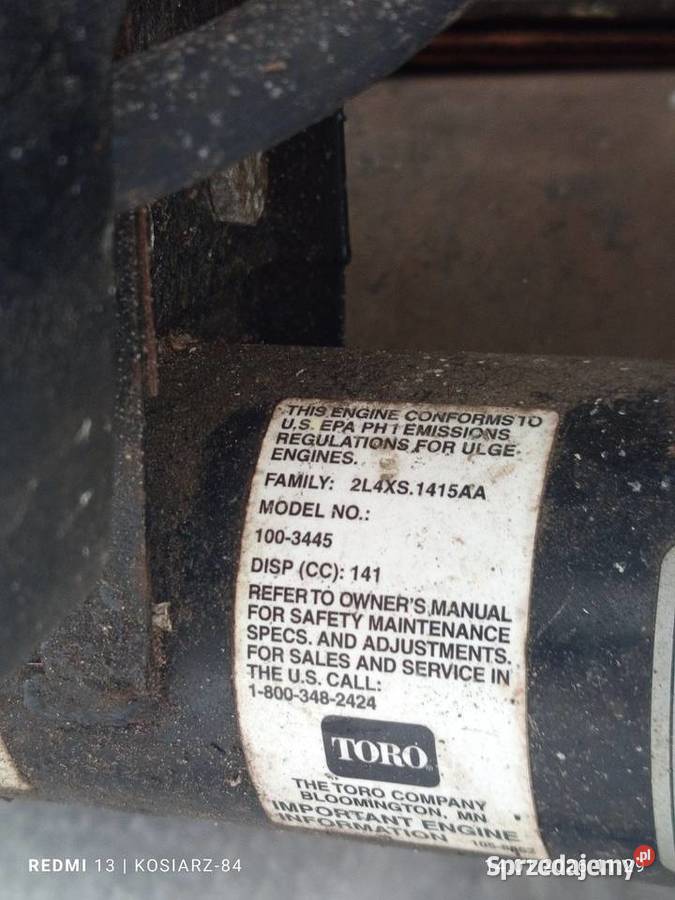 THIS ENGINE CONFORMS TO
U.S. EPA PH 1 EMISSIONS
REGULATIONS FOR ULGE
ENGINES.
FAMILY: 2L4XS.1415AA
MODEL NO.:
100-3445
DISP (CC): 141
REFER TO OWNER'S MANUAL
FOR SAFETY MAINTENANCE
SPECS. AND ADJUSTMENTS.
FOR SALES AND SERVICE IN
THE U.S. CALL:
1-800-348-2424
TORO
THE TORO COMPANY
BLOOMINGTON, MN
IMPORTANT ENGINE
INFORMATION
REDMI 13 | KOSIARZ-84
Sprzedajemy .pl